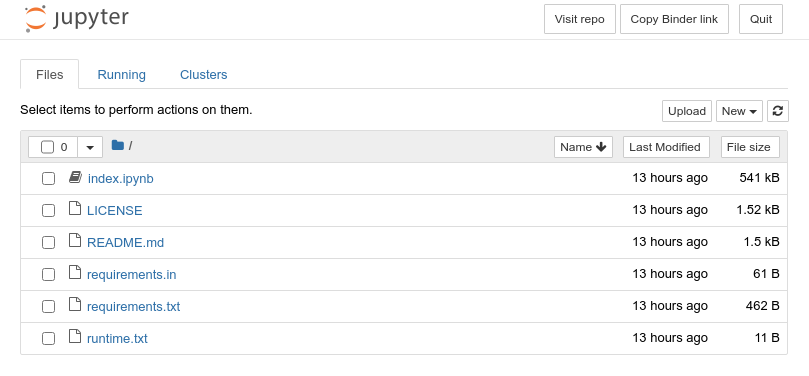 jupyter Visit repo Copy Binder link Quit
Files Running Clusters
Select items to perform actions on them. Upload New
0 / Name Last Modified File size
index.ipynb 13 hours ago 541 kB
LICENSE 13 hours ago 1.52 kB
README.md 13 hours ago 1.5 kB
requirements.in 13 hours ago 61 B
requirements.txt 13 hours ago 462 B
runtime.txt 13 hours ago 11 B